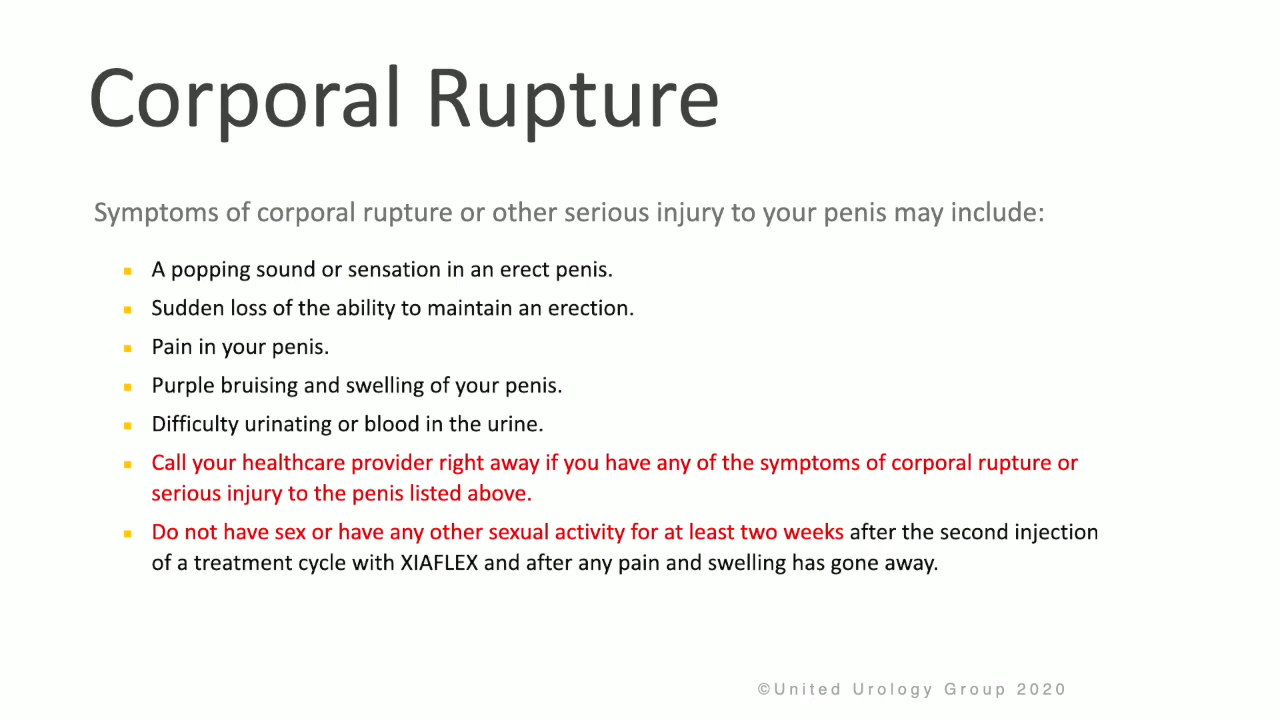 Corporal Rupture
Symptoms of corporal rupture or other serious injury to your penis may include:
A popping sound or sensation in an erect penis.
Sudden loss of the ability to maintain an erection.
Pain in your penis.
Purple bruising and swelling of your penis.
Difficulty urinating or blood in the urine.
Call your healthcare provider right away if you have any of the symptoms of corporal rupture or
serious injury to the penis listed above.
Do not have sex or have any other sexual activity for at least two weeks after the second injection
of a treatment cycle with XIAFLEX and after any pain and swelling has gone away.
©United Urology Group 2020